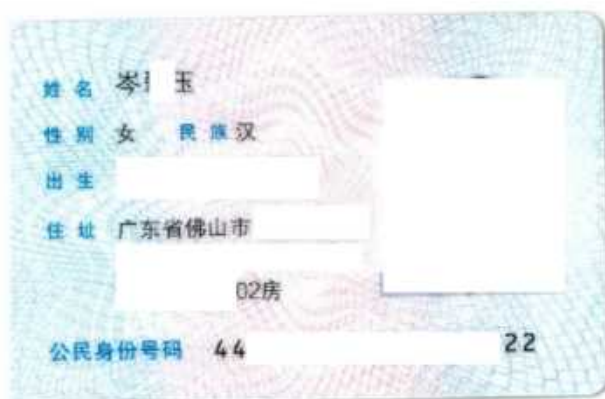 姓名 岑 玉
性别 女 民族 汉
出生
住址 广东省佛山市
02房
公民身份号码 44 22